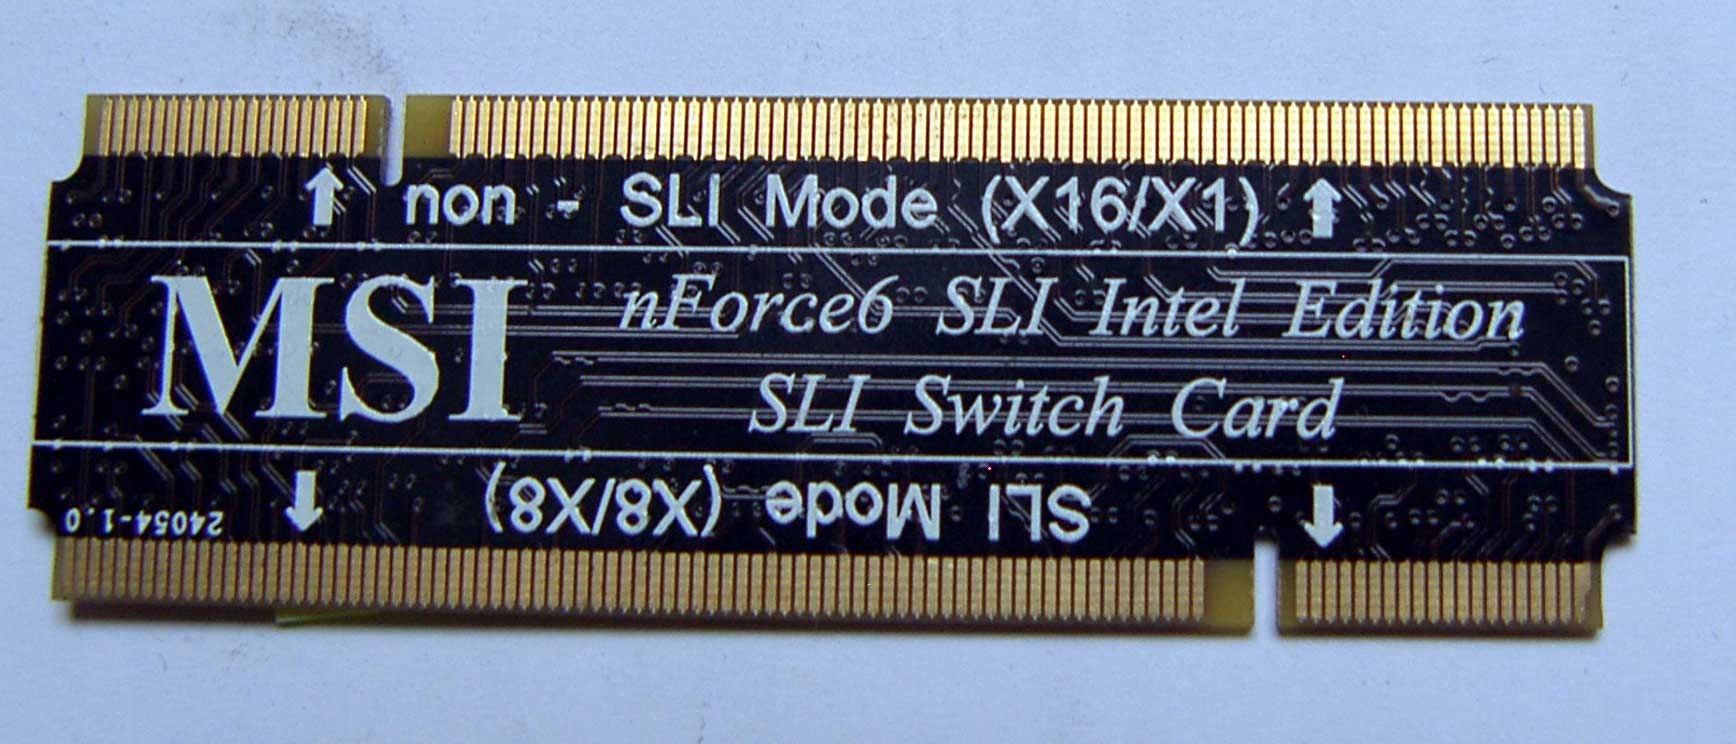 non - SLI Mode (X16/X1)
MSI
nForce6 SLI Intel Edition
SLI Switch Card
SLI Mode (X8/X8)
24054-1.0